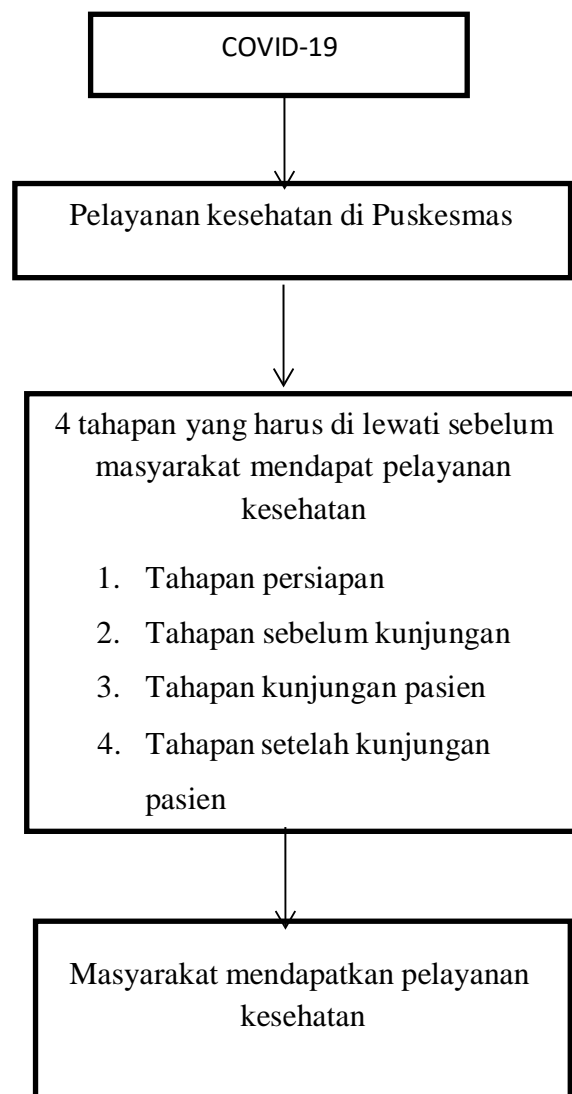 COVID-19
Pelayanan kesehatan di Puskesmas
4 tahapan yang harus di lewati sebelum
masyarakat mendapat pelayanan
kesehatan
1. Tahapan persiapan
2. Tahapan sebelum kunjungan
3. Tahapan kunjungan pasien
4. Tahapan setelah kunjungan
pasien
Masyarakat mendapatkan pelayanan
kesehatan